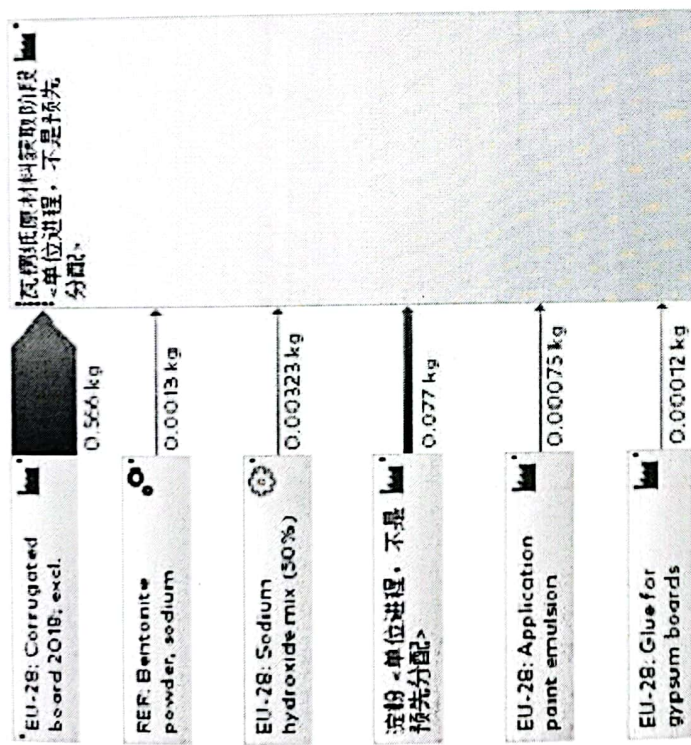 EU-28: Corrugated
board 2018; excl.
0.566 kg
瓦楞纸原材料获取阶段
<单位进程，不是预先
分配>
RER: Bentonite
powder, sodium
0.0013 kg
EU-28: Sodium
hydroxide mix (50%)
0.00323 kg
淀粉 <单位进程，不是
预先分配>
0.077 kg
EU-28: Application
paint emulsion
0.00075 kg
EU-28: Glue for
gypsum boards
0.00012 kg